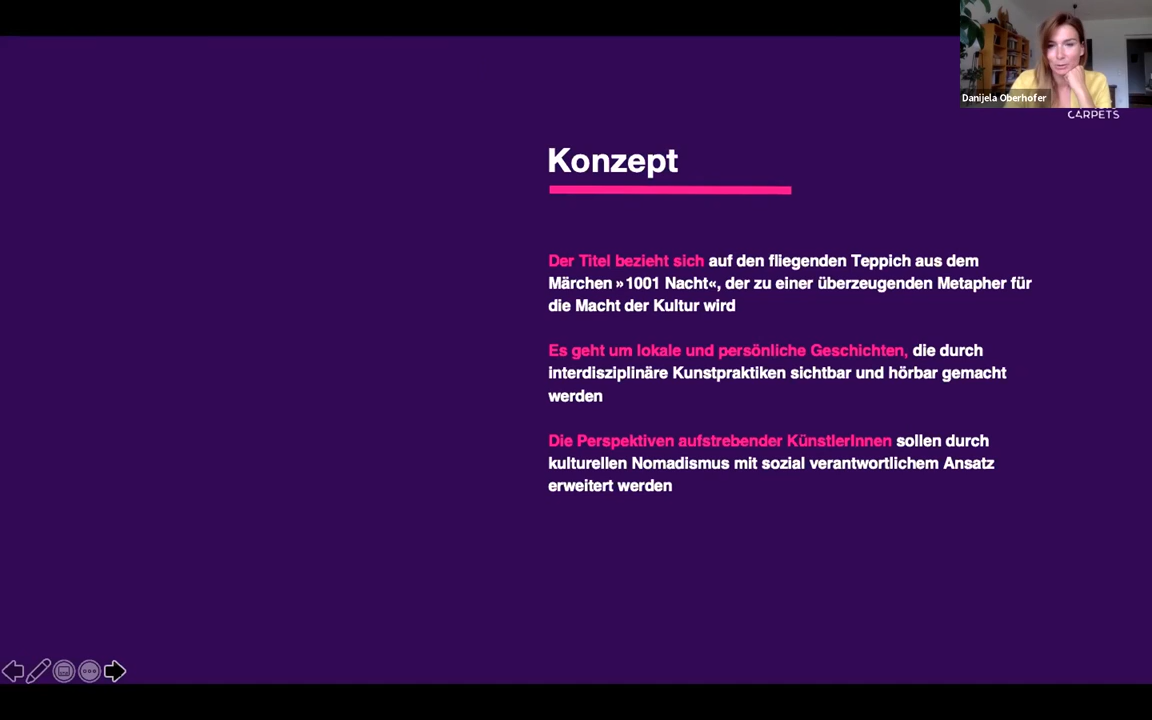 Danijela Oberhofer
CARPETS
Konzept
Der Titel bezieht sich auf den fliegenden Teppich aus dem
Märchen »1001 Nacht«, der zu einer überzeugenden Metapher für
die Macht der Kultur wird
Es geht um lokale und persönliche Geschichten, die durch
interdisziplinäre Kunstpraktiken sichtbar und hörbar gemacht
werden
Die Perspektiven aufstrebender KünstlerInnen sollen durch
kulturellen Nomadismus mit sozial verantwortlichem Ansatz
erweitert werden